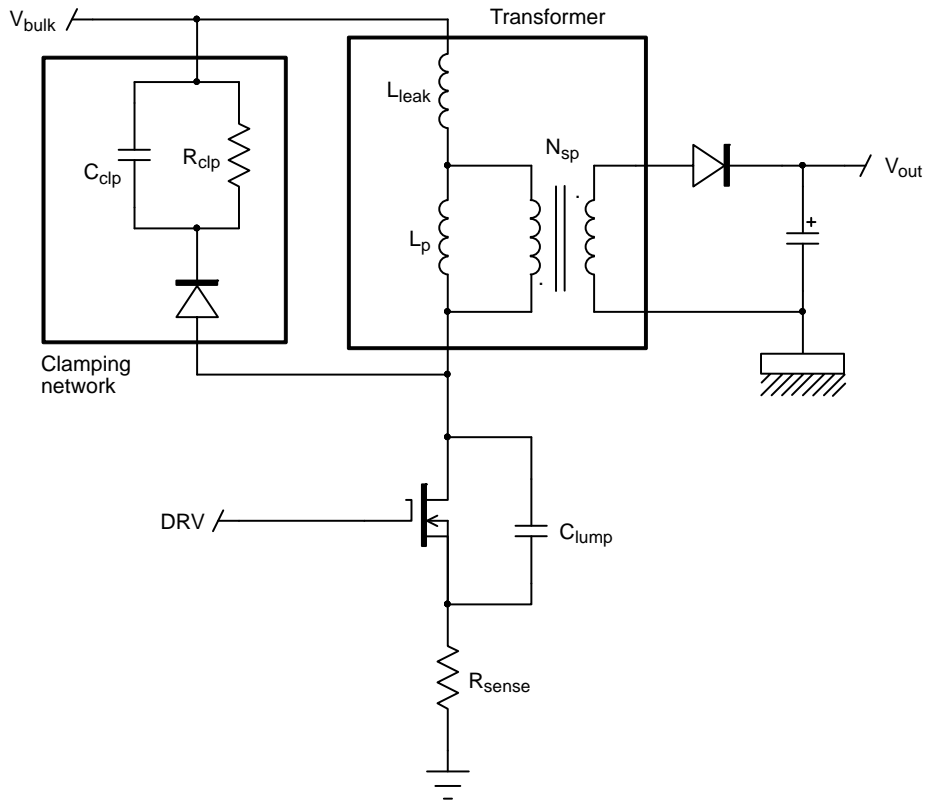 Transformer
Vbulk
Lleak
Cclp
Rclp
Nsp
Vout
Lp
+
Clamping
network
DRV
Clump
Rsense